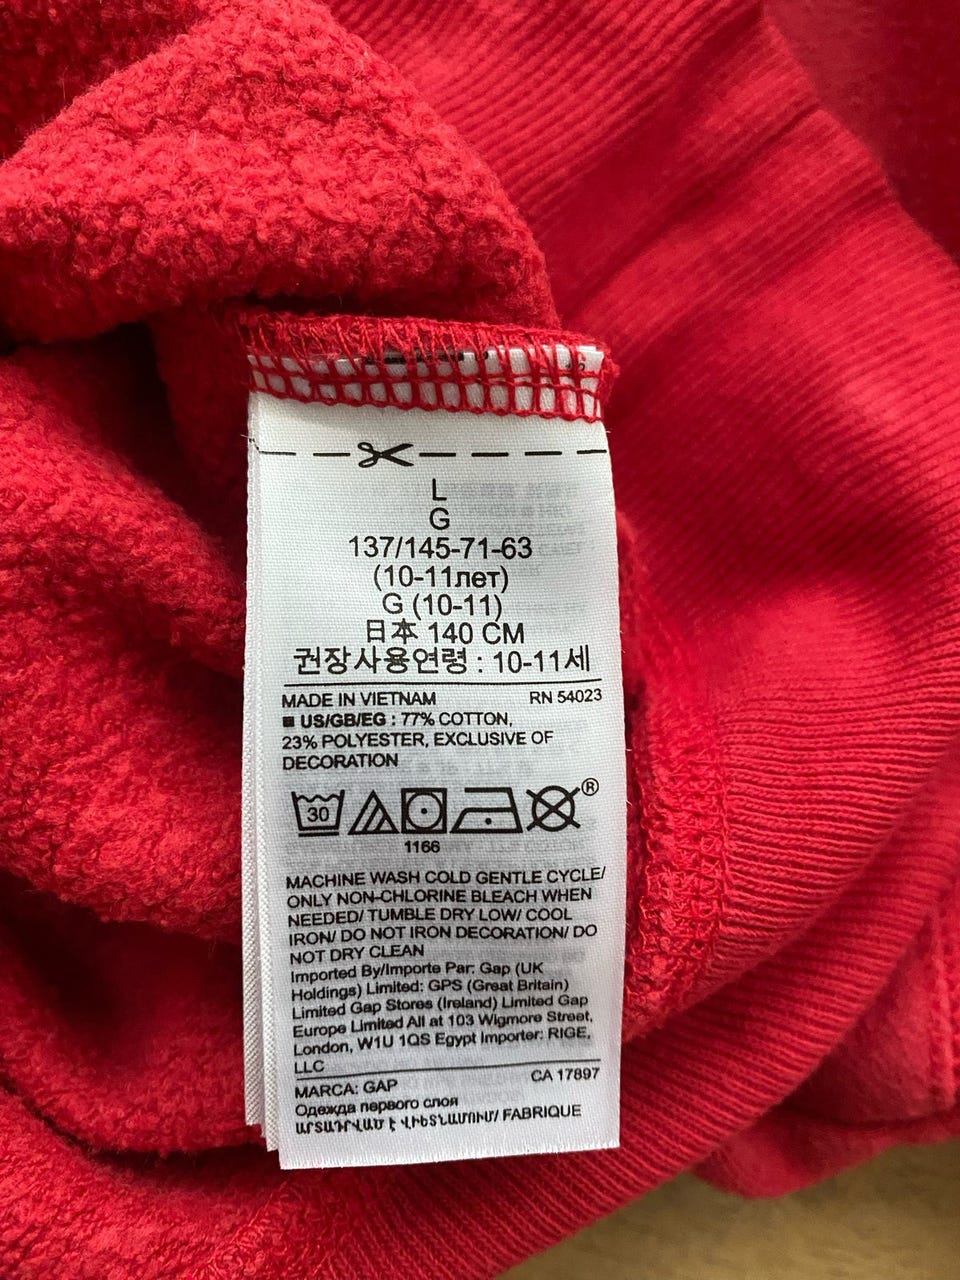 L
G
137/145-71-63
(10-11лет)
G (10-11)
日本 140 CM
권장사용연령 : 10-11세
MADE IN VIETNAM RN 54023
■ US/GB/EG : 77% COTTON,
23% POLYESTER, EXCLUSIVE OF
DECORATION
30 ®
1166
MACHINE WASH COLD GENTLE CYCLE/
ONLY NON-CHLORINE BLEACH WHEN
NEEDED/ TUMBLE DRY LOW/ COOL
IRON/ DO NOT IRON DECORATION/ DO
NOT DRY CLEAN
Imported By/Importe Par: Gap (UK
Holdings) Limited: GPS (Great Britain)
Limited Gap Stores (Ireland) Limited Gap
Europe Limited All at 103 Wigmore Street,
London, W1U 1QS Egypt Importer: RIGE,
LLC
MARCA: GAP CA 17897
Одежда первого слоя
ԱՐՏԱԴՐՎԱԾ Է ՎԻԵՏՆԱՄՈՒՄ/ FABRIQUE